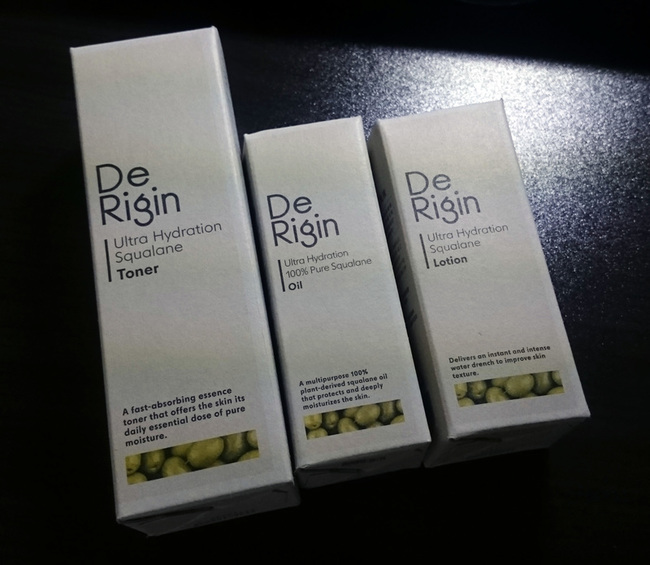 De
Rigin
Ultra Hydration
Squalane
Toner
A fast-absorbing essence
toner that offers the skin its
daily essential dose of pure
moisture.
De
Rigin
Ultra Hydration
100% Pure Squalane
Oil
A multipurpose 100%
plant-derived squalane oil
that protects and deeply
moisturizes the skin.
De
Rigin
Ultra Hydration
Squalane
Lotion
Delivers an instant and intense
water drench to improve skin
texture.